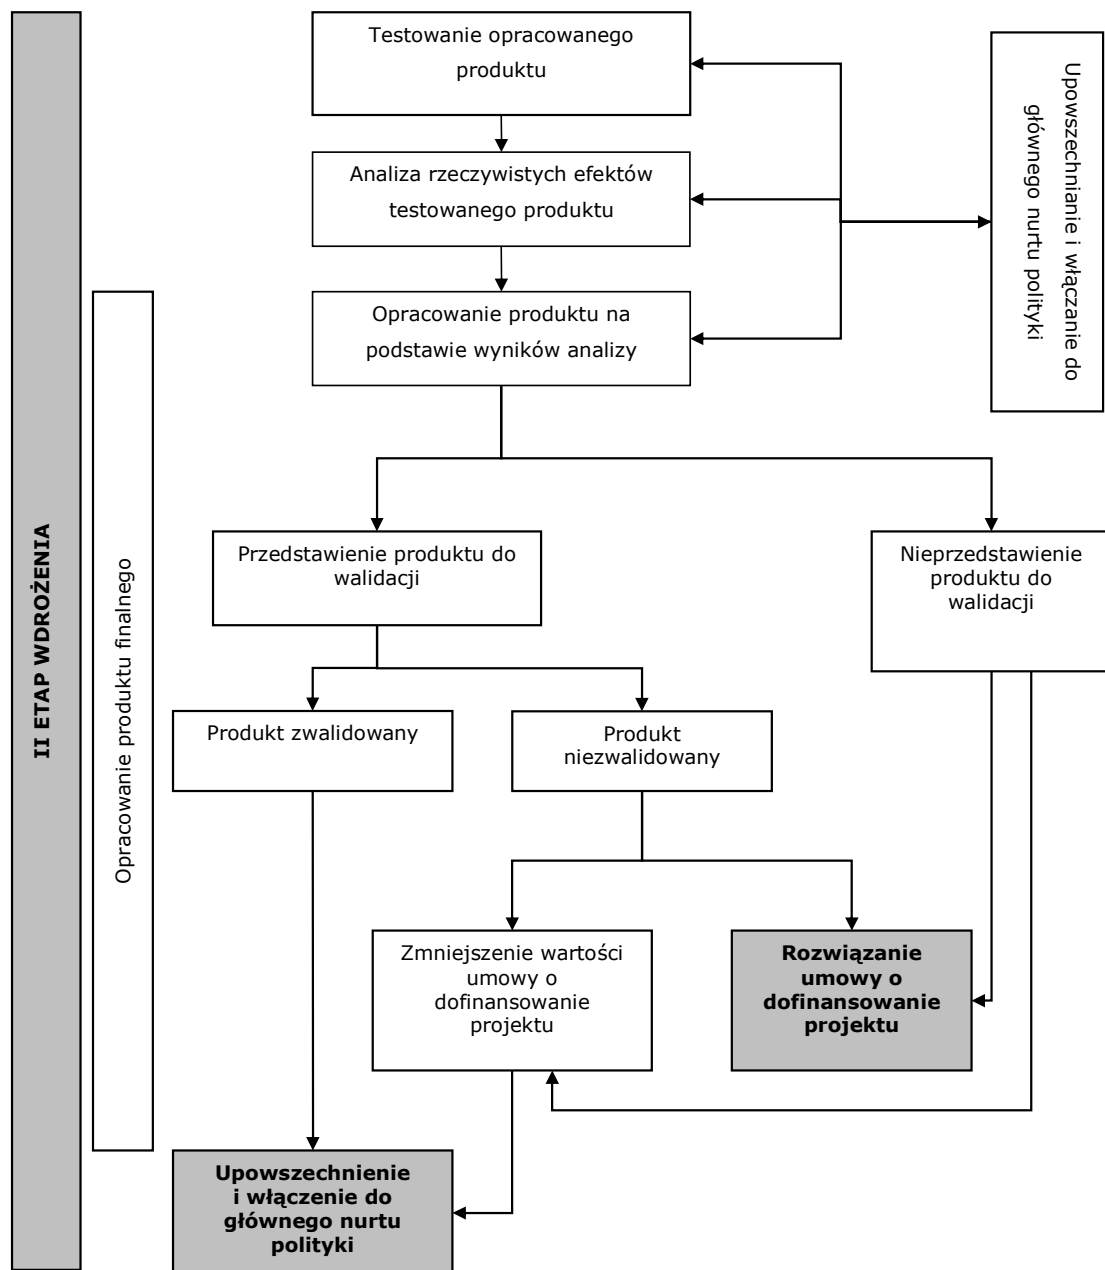 Testowanie opracowanego
produktu
Upowszechnianie i włączanie do
głównego nurtu polityki
Analiza rzeczywistych efektów
testowanego produktu
Opracowanie produktu na
podstawie wyników analizy
II ETAP WDROŻENIA
Opracowanie produktu finalnego
Przedstawienie produktu do
walidacji
Nieprzedstawienie
produktu do
walidacji
Produkt zwalidowany
Produkt
niezwalidowany
Zmniejszenie wartości
umowy o
dofinansowanie
projektu
Rozwiązanie
umowy o
dofinansowanie
projektu
Upowszechnienie
i włączenie do
głównego nurtu
polityki